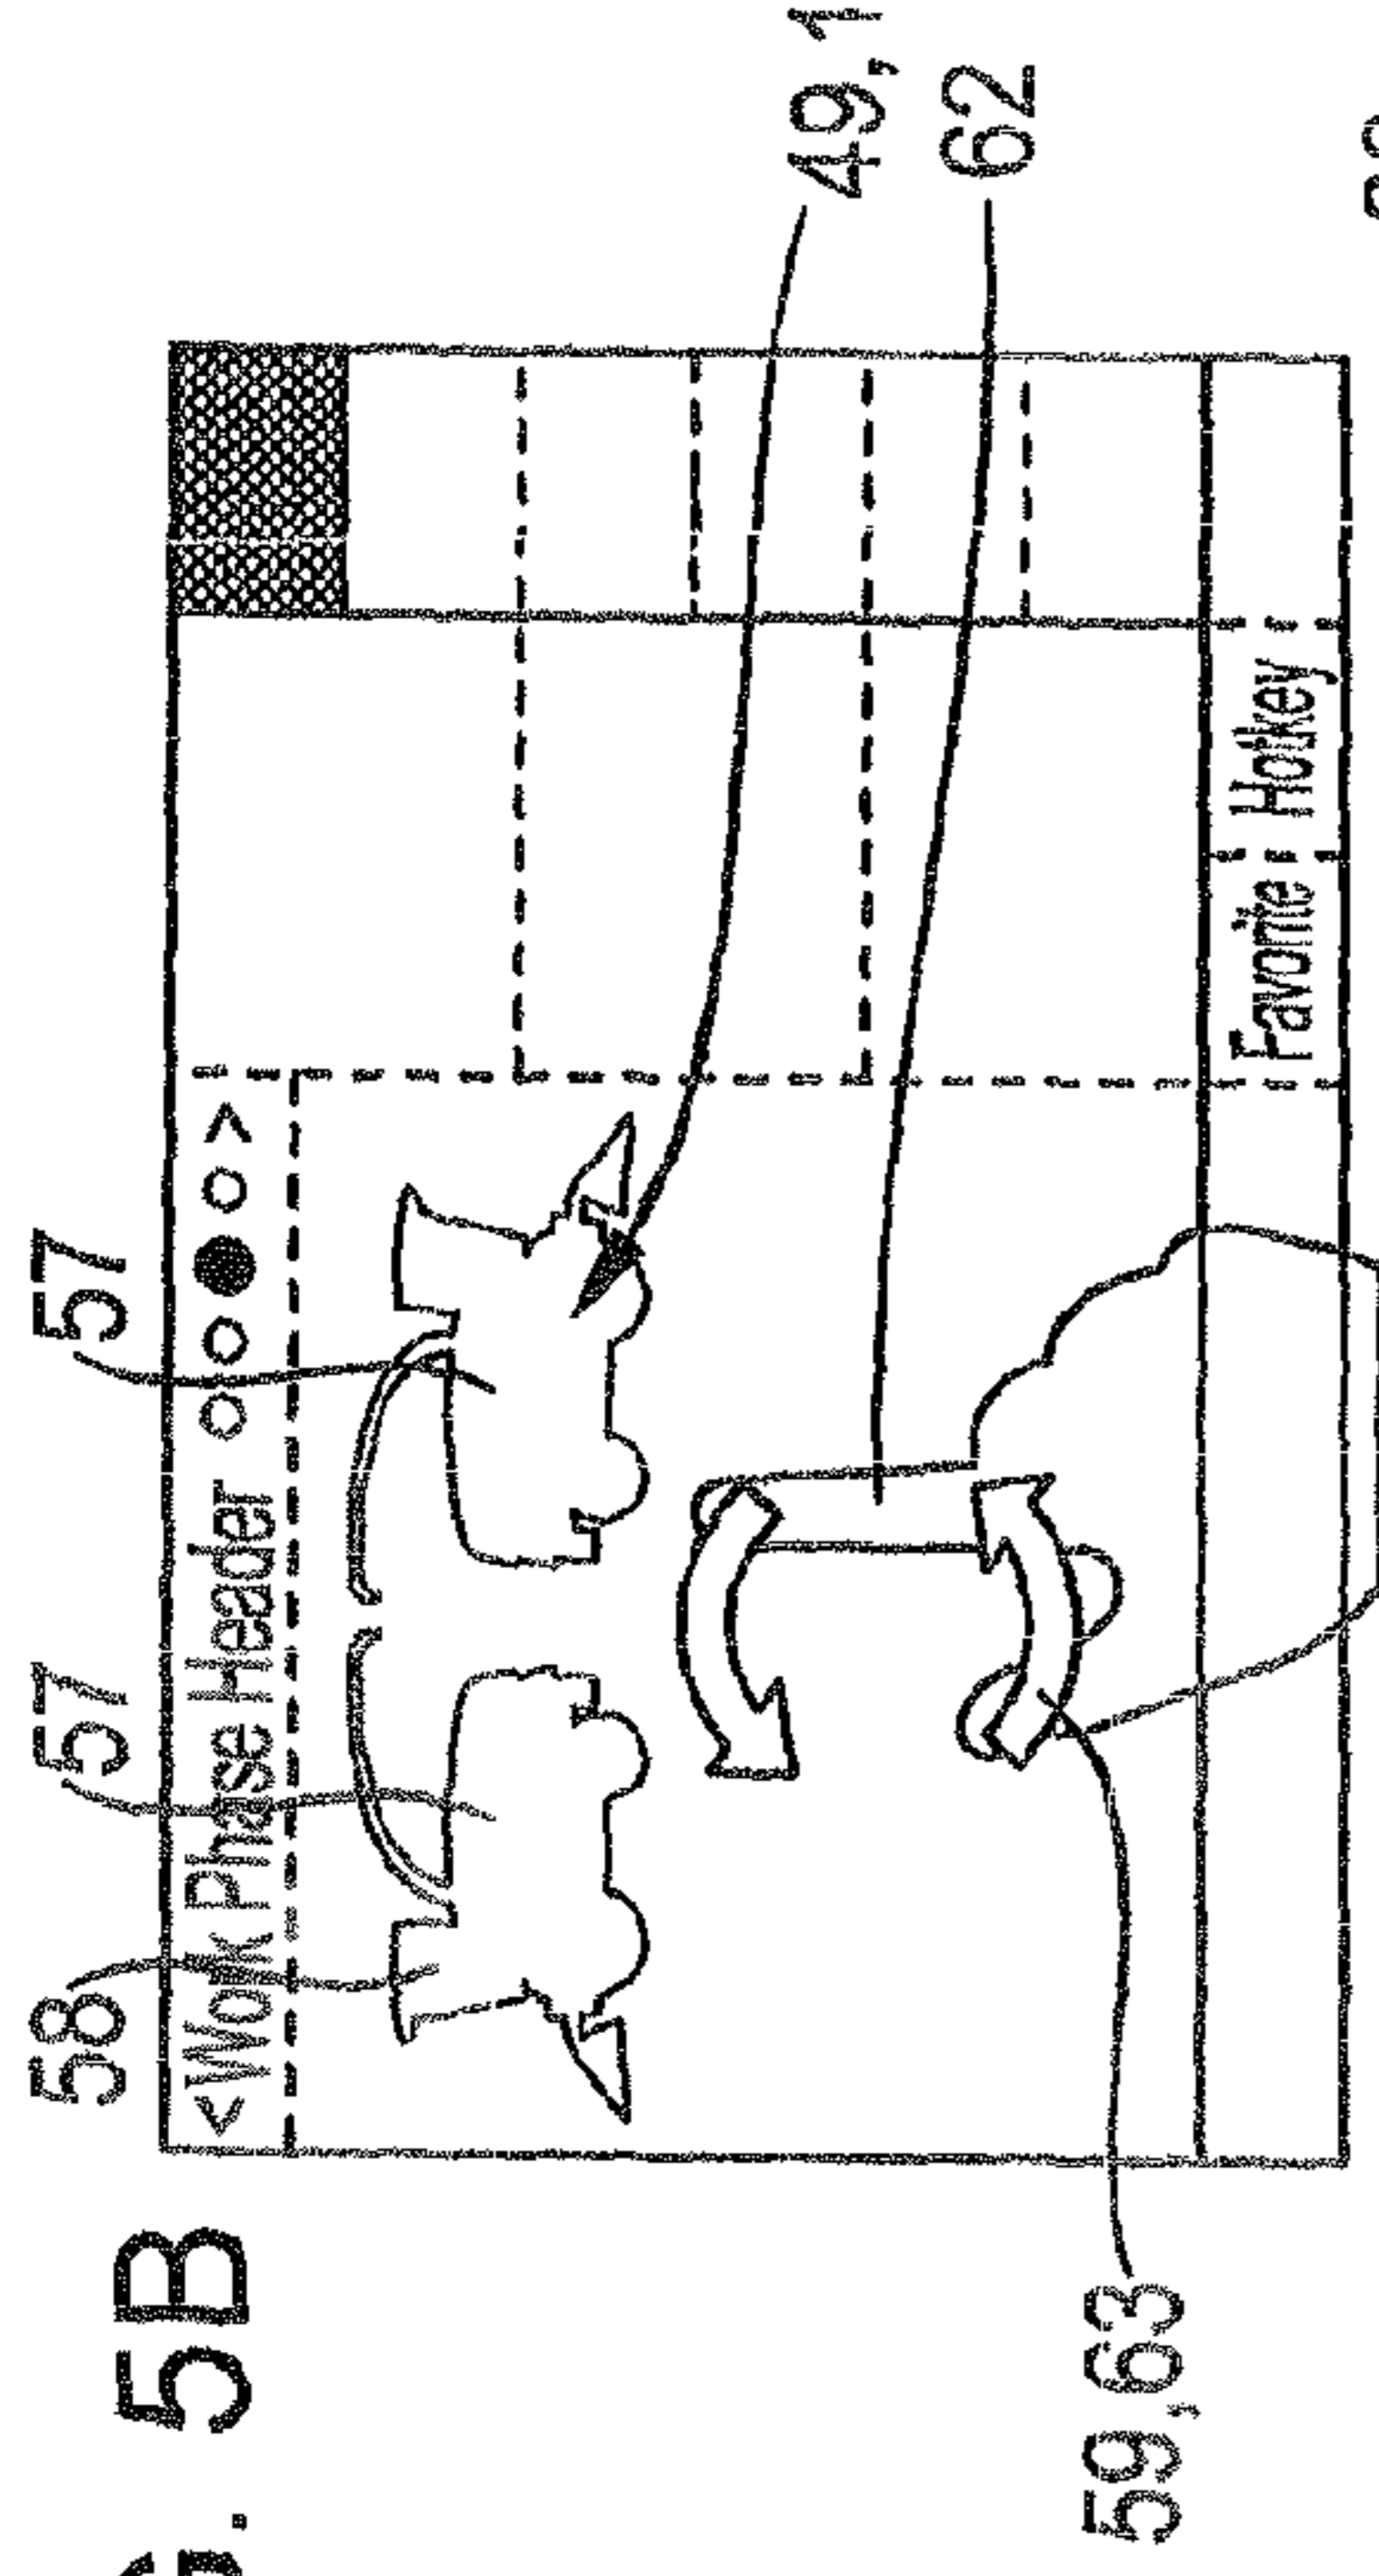 G. 5B
58
57
57
<Work Phase Header ○○○●○>
49, 1
62
59,63
Favorite Hotkey